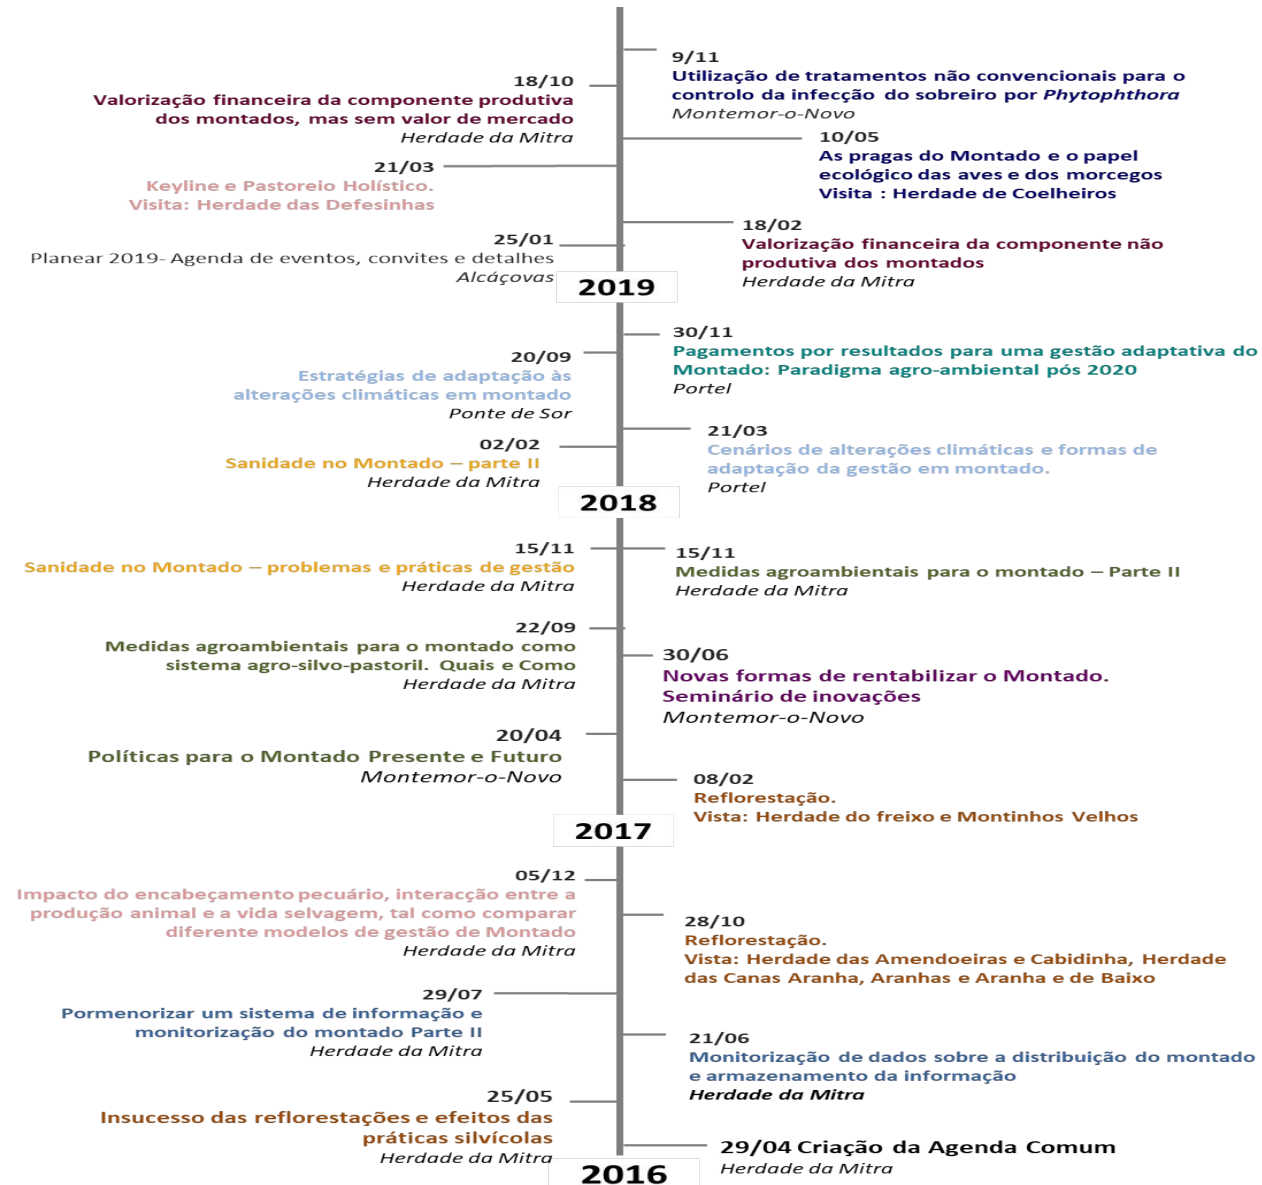 9/11
Utilização de tratamentos não convencionais para o
controlo da infecção do sobreiro por Phytophthora
Montemor-o-Novo
18/10
Valorização financeira da componente produtiva
dos montados, mas sem valor de mercado
Herdade da Mitra
10/05
As pragas do Montado e o papel
ecológico das aves e dos morcegos
Visita : Herdade de Coelheiros
21/03
Keyline e Pastoreio Holístico.
Visita: Herdade das Defesinhas
18/02
Valorização financeira da componente não
produtiva dos montados
Herdade da Mitra
25/01
Planear 2019- Agenda de eventos, convites e detalhes
Alcáçovas
2019
30/11
Pagamentos por resultados para uma gestão adaptativa do
Montado: Paradigma agro-ambiental pós 2020
Portel
20/09
Estratégias de adaptação às
alterações climáticas em montado
Ponte de Sor
21/03
Cenários de alterações climáticas e formas de
adaptação da gestão em montado.
Portel
02/02
Sanidade no Montado – parte II
Herdade da Mitra
2018
15/11
Sanidade no Montado – problemas e práticas de gestão
Herdade da Mitra
15/11
Medidas agroambientais para o montado – Parte II
Herdade da Mitra
22/09
Medidas agroambientais para o montado como
sistema agro-silvo-pastoril. Quais e Como
Herdade da Mitra
30/06
Novas formas de rentabilizar o Montado.
Seminário de inovações
Montemor-o-Novo
20/04
Políticas para o Montado Presente e Futuro
Montemor-o-Novo
08/02
Reflorestação.
Vista: Herdade do freixo e Montinhos Velhos
2017
05/12
Impacto do encabeçamento pecuário, interacção entre a
produção animal e a vida selvagem, tal como comparar
diferente modelos de gestão de Montado
Herdade da Mitra
28/10
Reflorestação.
Vista: Herdade das Amendoeiras e Cabidinha, Herdade
das Canas Aranha, Aranhas e Aranha e de Baixo
29/07
Pormenorizar um sistema de informação e
monitorização do montado Parte II
Herdade da Mitra
21/06
Monitorização de dados sobre a distribuição do montado
e armazenamento da informação
Herdade da Mitra
25/05
Insucesso das reflorestações e efeitos das
práticas silvícolas
Herdade da Mitra
29/04 Criação da Agenda Comum
Herdade da Mitra
2016